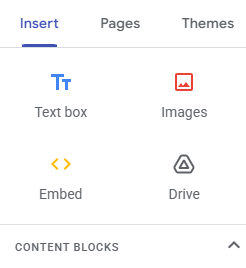 Insert Pages Themes
Text box Images
Embed Drive
CONTENT BLOCKS